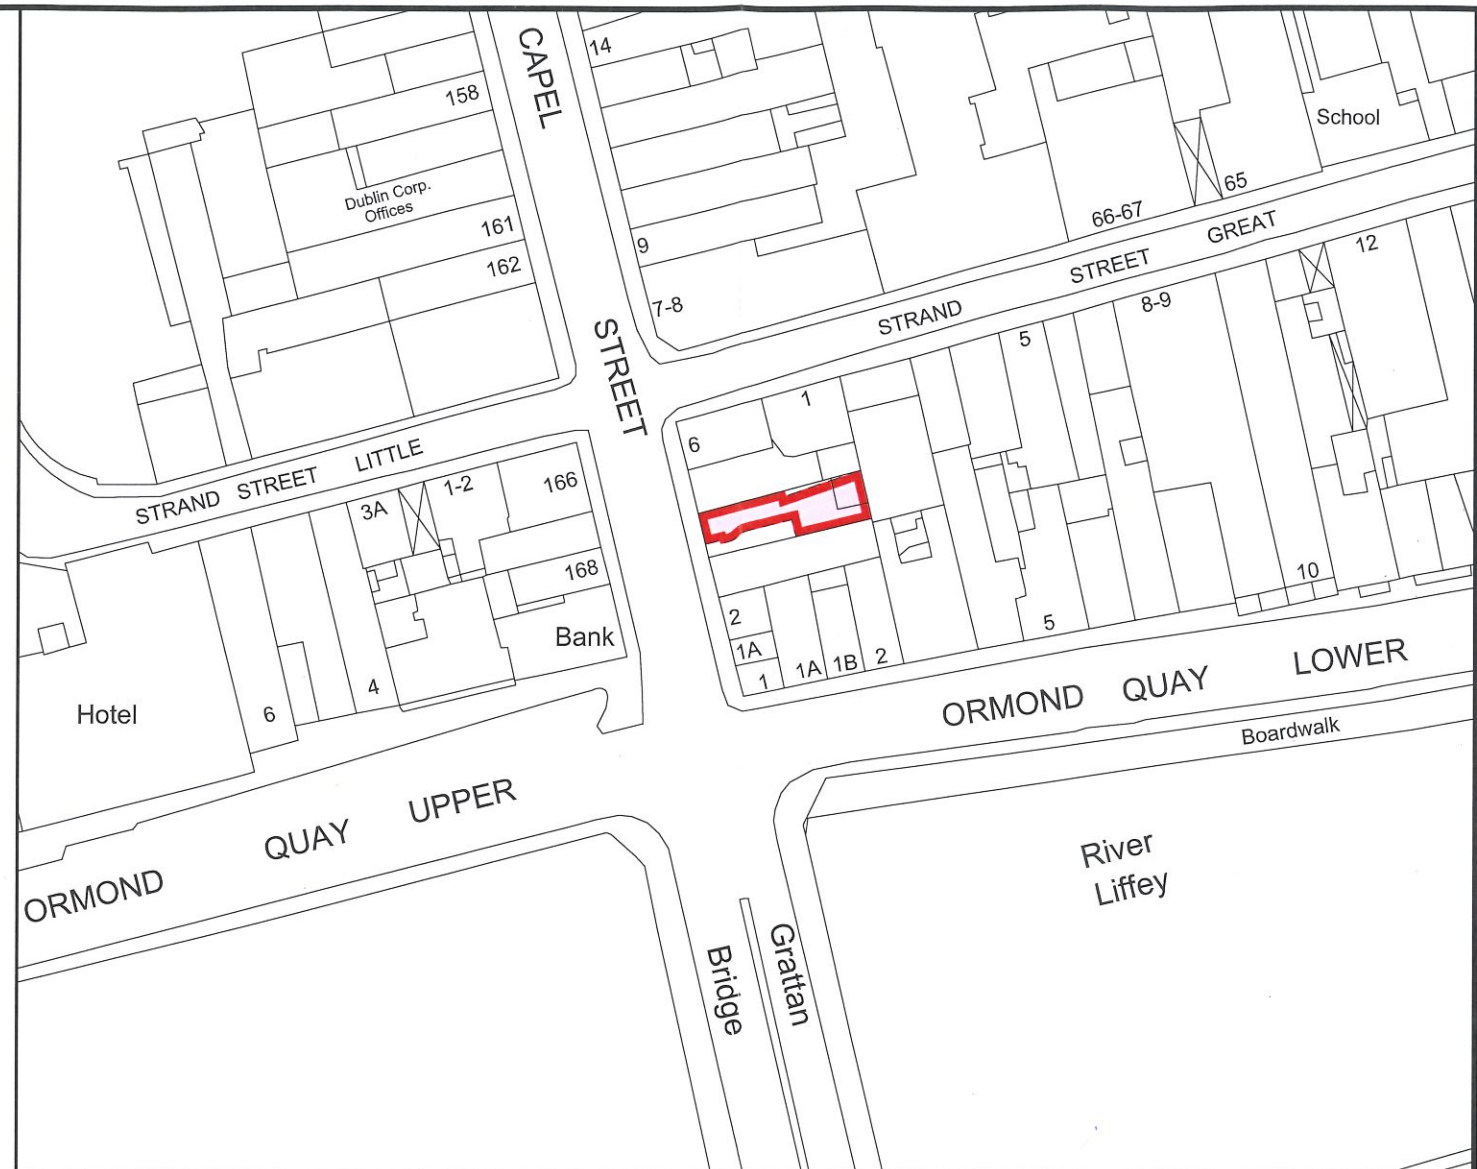 CAPEL
STREET
14
158
Dublin Corp.
Offices
161
162
9
7-8
School
65
66-67
STRAND STREET GREAT
12
8-9
5
1
6
STRAND STREET LITTLE
3A
1-2
166
168
Bank
2
1A
1
1A
1B
2
5
10
Hotel
6
4
ORMOND QUAY LOWER
Boardwalk
ORMOND QUAY UPPER
River
Liffey
Grattan
Bridge